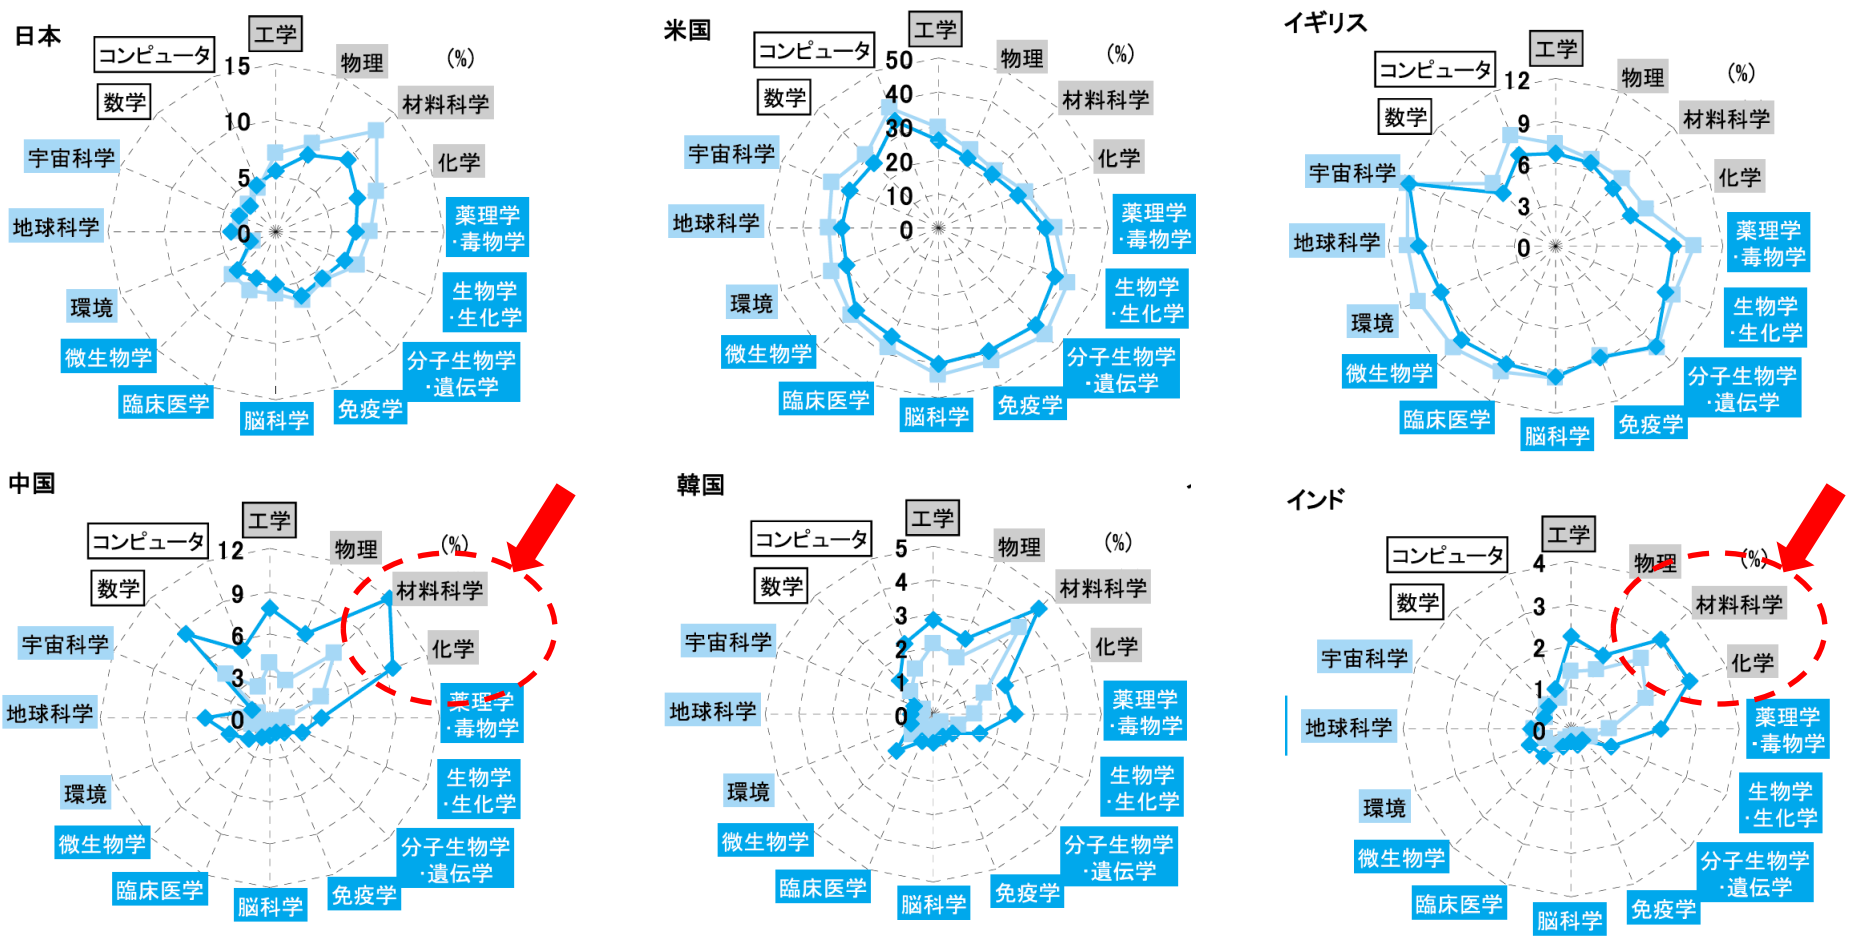 日本
工学
物理
(%)
材料科学
化学
薬理学
・毒物学
生物学
・生化学
分子生物学
・遺伝学
免疫学
脳科学
臨床医学
微生物学
環境
地球科学
宇宙科学
数学
コンピュータ
15
10
5
0
米国
工学
物理
(%)
材料科学
化学
薬理学
・毒物学
生物学
・生化学
分子生物学
・遺伝学
免疫学
脳科学
臨床医学
微生物学
環境
地球科学
宇宙科学
数学
コンピュータ
50
40
30
20
10
0
イギリス
工学
物理
(%)
材料科学
化学
薬理学
・毒物学
生物学
・生化学
分子生物学
・遺伝学
免疫学
脳科学
臨床医学
微生物学
環境
地球科学
宇宙科学
数学
コンピュータ
12
9
6
3
0
中国
工学
物理
(%)
材料科学
化学
薬理学
・毒物学
生物学
・生化学
分子生物学
・遺伝学
免疫学
脳科学
臨床医学
微生物学
環境
地球科学
宇宙科学
数学
コンピュータ
12
9
6
3
0
韓国
工学
物理
(%)
材料科学
化学
薬理学
・毒物学
生物学
・生化学
分子生物学
・遺伝学
免疫学
脳科学
臨床医学
微生物学
環境
地球科学
宇宙科学
数学
コンピュータ
5
4
3
2
1
0
インド
工学
物理
(%)
材料科学
化学
薬理学
・毒物学
生物学
・生化学
分子生物学
・遺伝学
免疫学
脳科学
臨床医学
微生物学
環境
地球科学
宇宙科学
数学
コンピュータ
4
3
2
1
0